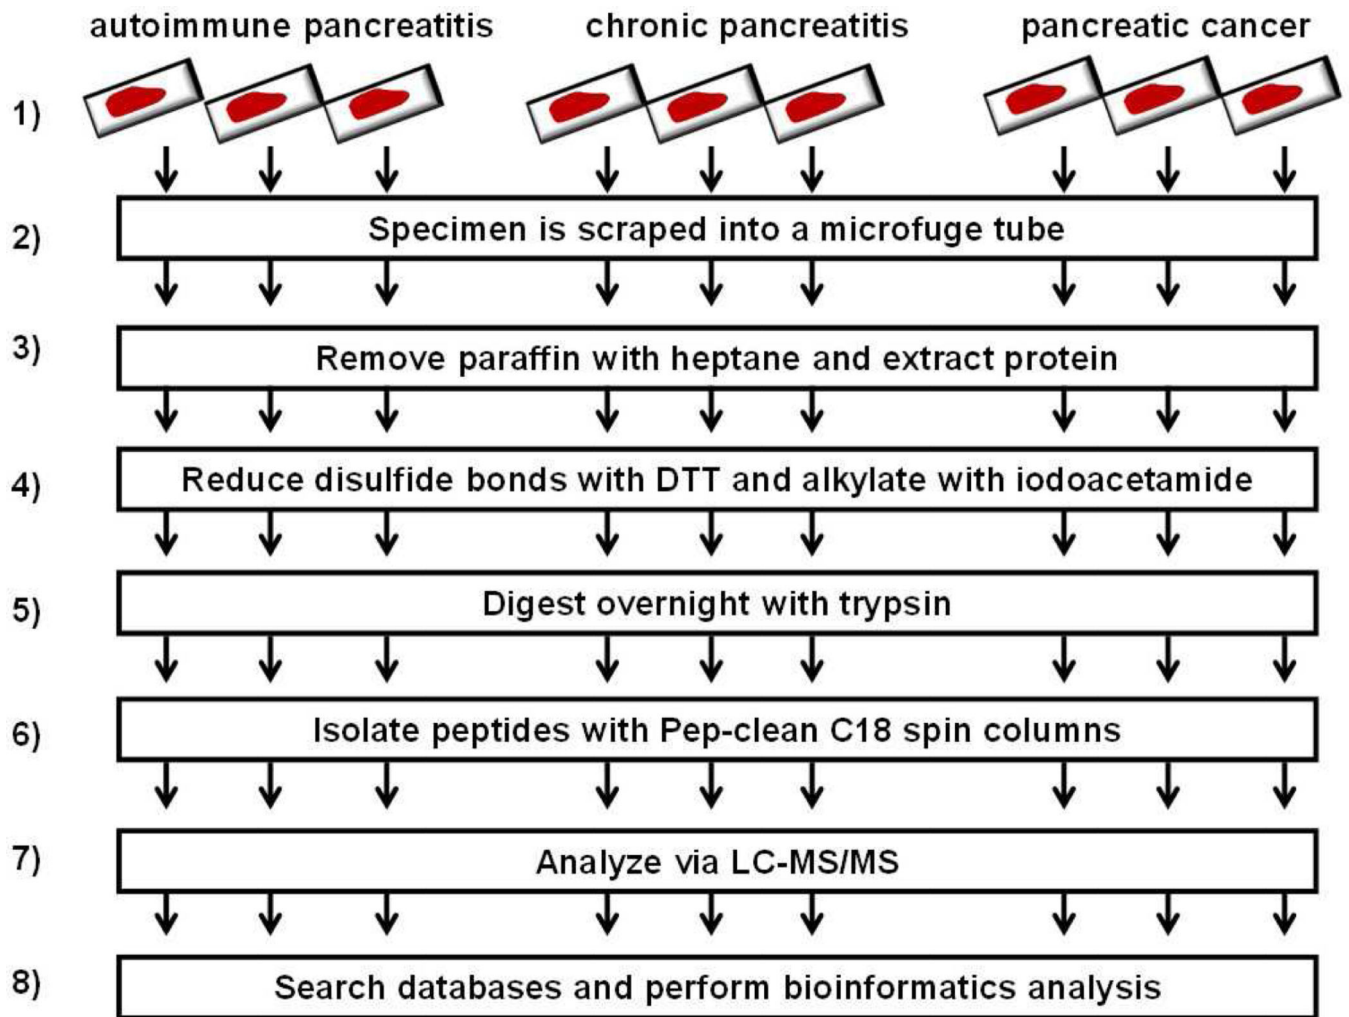 autoimmune pancreatitis chronic pancreatitis pancreatic cancer
1)
2) Specimen is scraped into a microfuge tube
3) Remove paraffin with heptane and extract protein
4) Reduce disulfide bonds with DTT and alkylate with iodoacetamide
5) Digest overnight with trypsin
6) Isolate peptides with Pep-clean C18 spin columns
7) Analyze via LC-MS/MS
8) Search databases and perform bioinformatics analysis